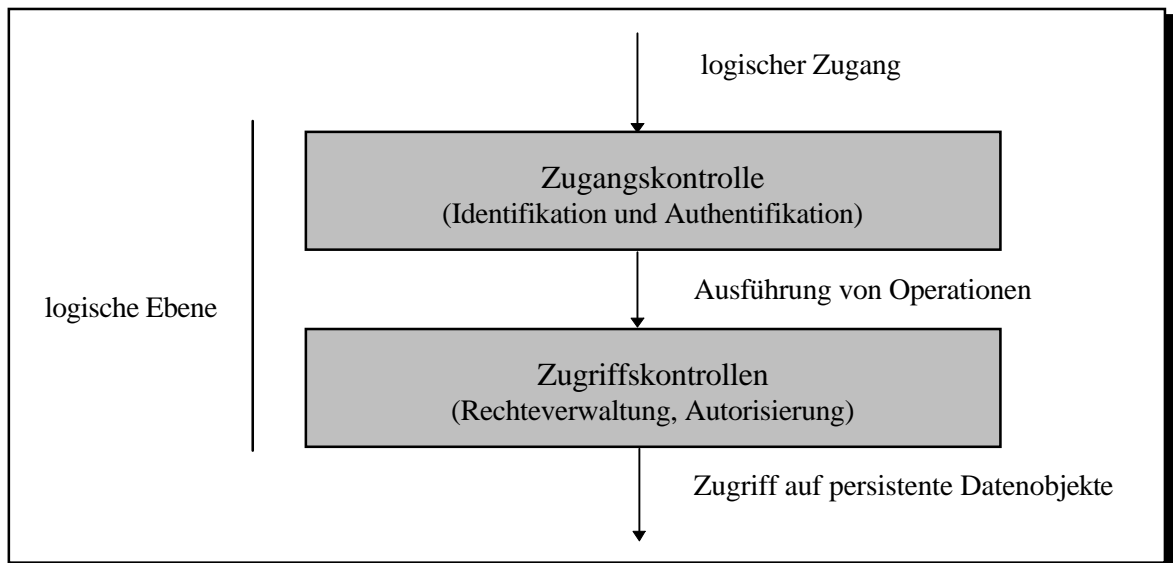 logischer Zugang
Zugangskontrolle
(Identifikation und Authentifikation)
Ausführung von Operationen
logische Ebene
Zugriffskontrollen
(Rechteverwaltung, Autorisierung)
Zugriff auf persistente Datenobjekte